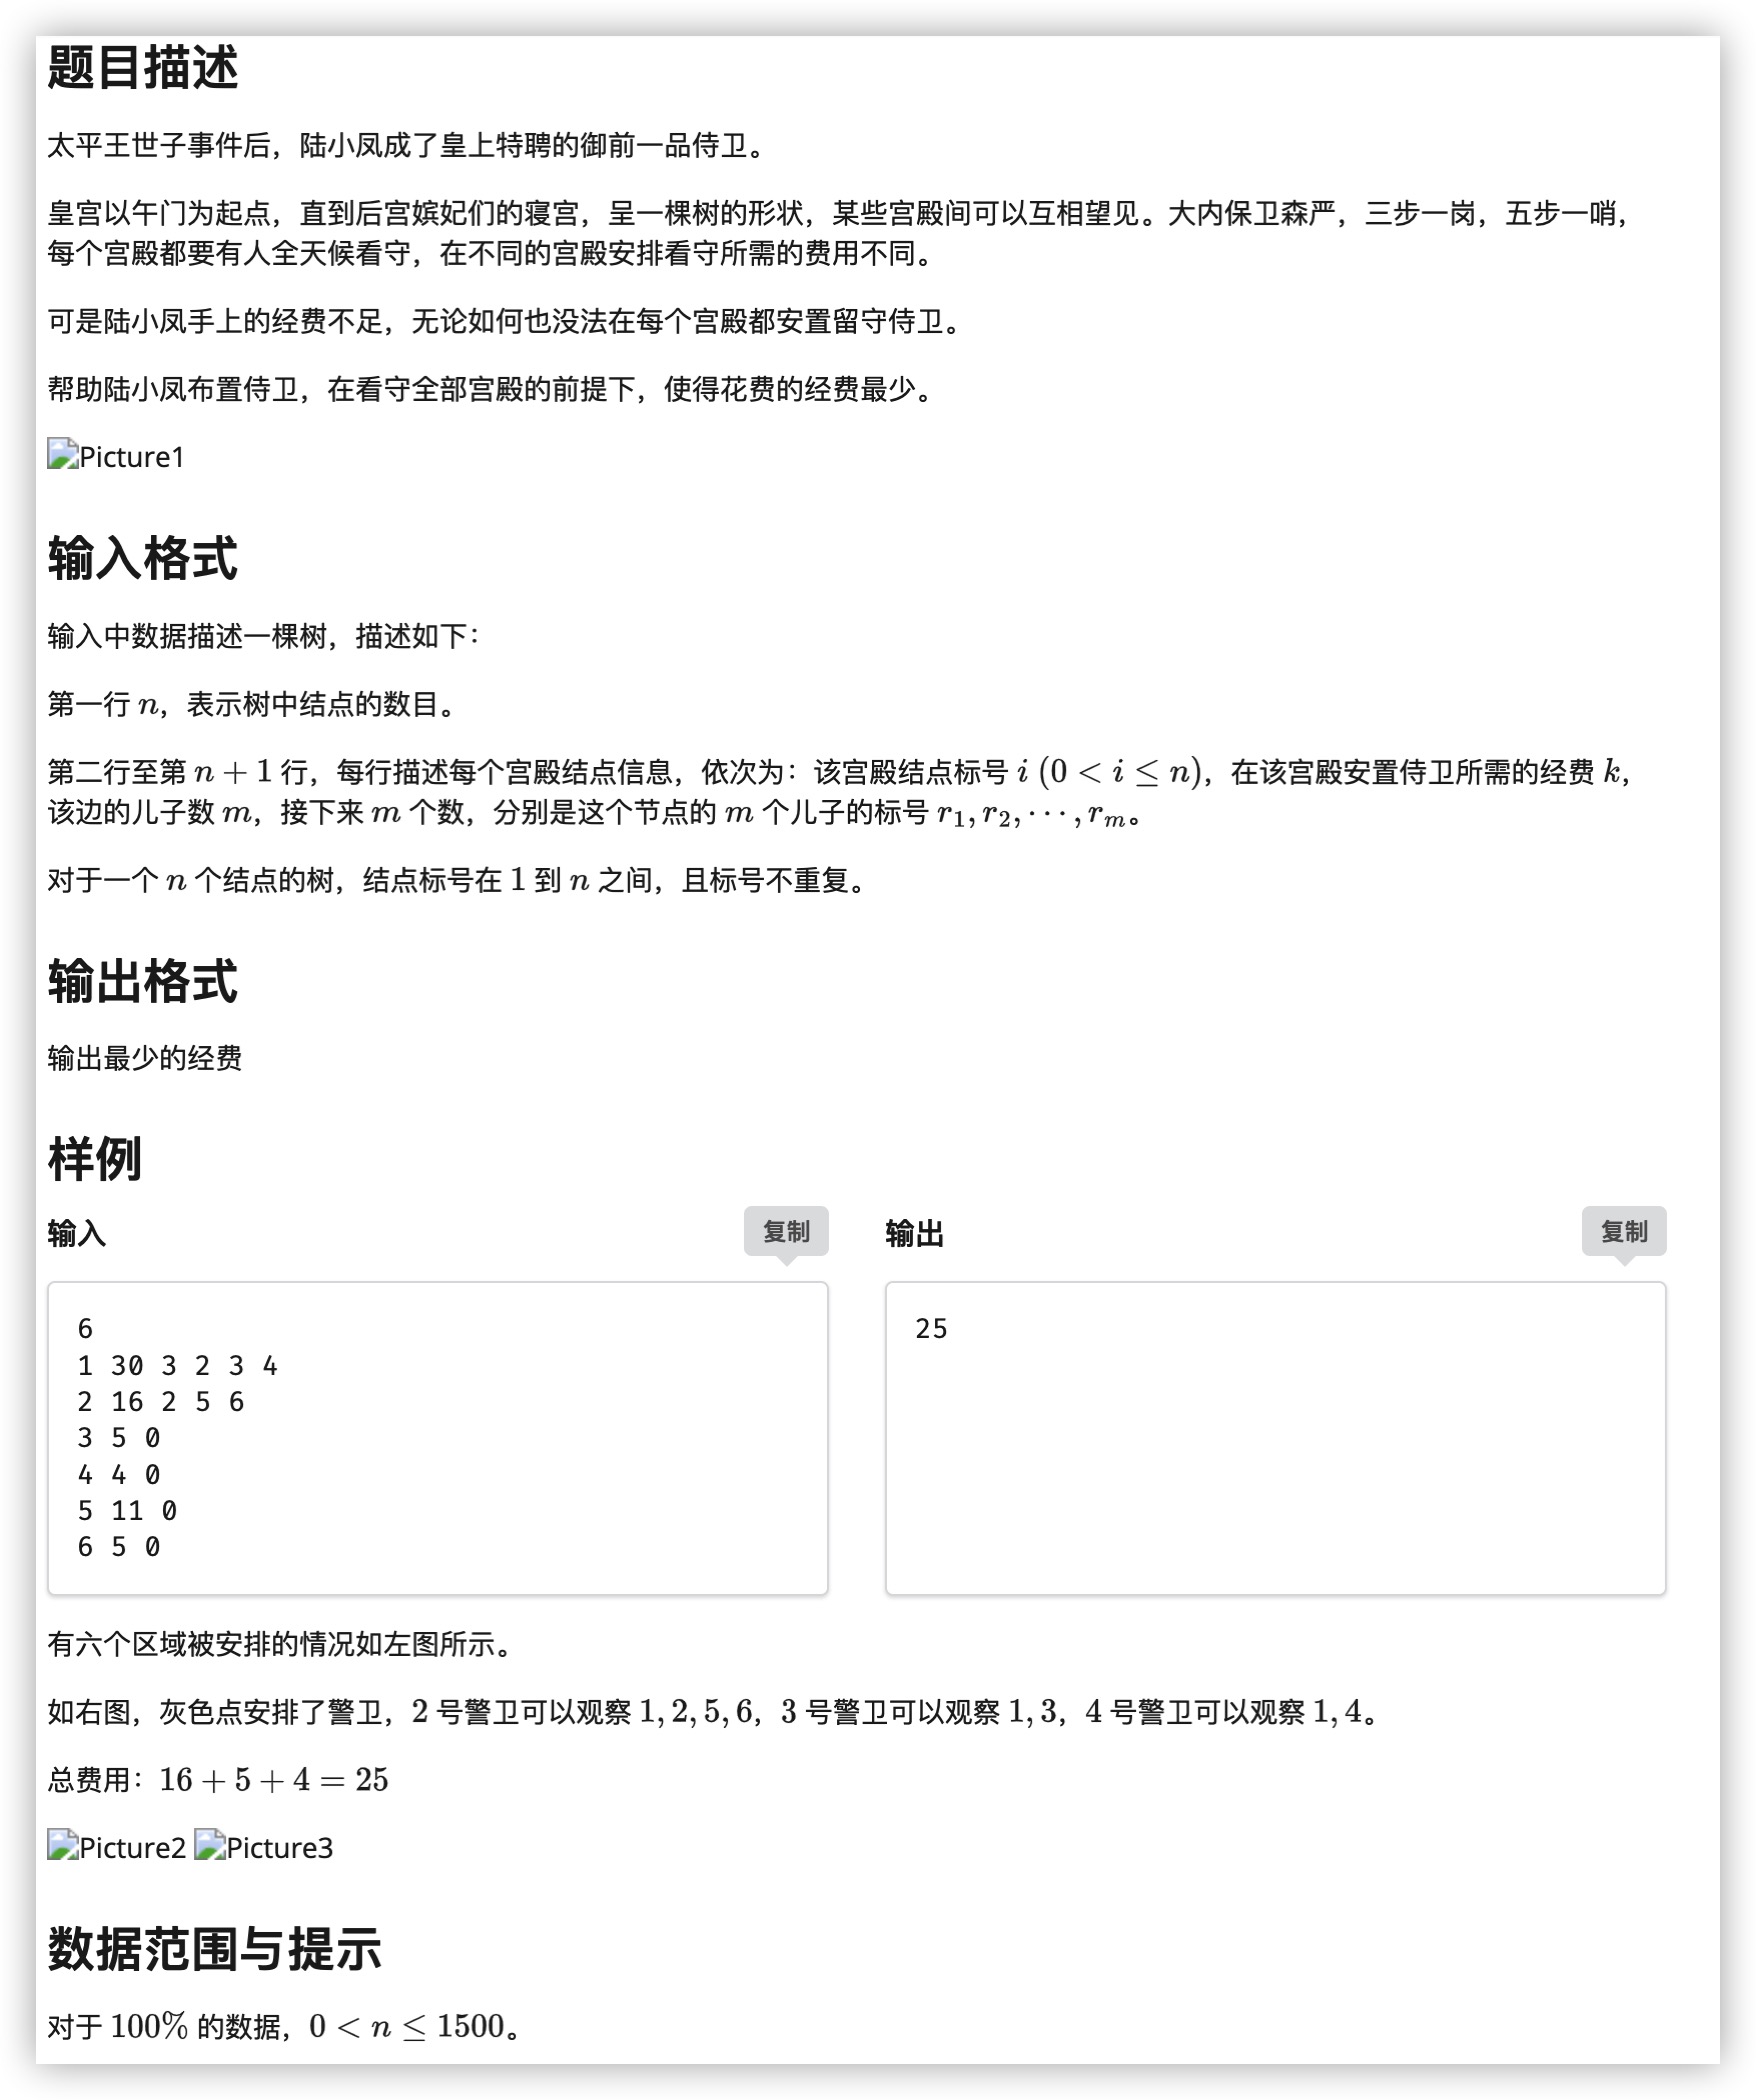 题目描述
太平王世子事件后，陆小凤成了皇上特聘的御前一品侍卫。
皇宫以午门为起点，直到后宫嫔妃们的寝宫，呈一棵树的形状，某些宫殿间可以互相望见。大内保卫森严，三步一岗，五步一哨，
每个宫殿都要有人全天候看守，在不同的宫殿安排看守所需的费用不同。
可是陆小凤手上的经费不足，无论如何也没法在每个宫殿都安置留守侍卫。
帮助陆小凤布置侍卫，在看守全部宫殿的前提下，使得花费的经费最少。
Picture1
输入格式
输入中数据描述一棵树，描述如下：
第一行 n，表示树中结点的数目。
第二行至第 n + 1 行，每行描述每个宫殿结点信息，依次为：该宫殿结点标号 i (0 < i ≤ n)，在该宫殿安置侍卫所需的经费 k，
该边的儿子数 m，接下来 m 个数，分别是这个节点的 m 个儿子的标号 r₁, r₂, ⋯, rₘ。
对于一个 n 个结点的树，结点标号在 1 到 n 之间，且标号不重复。
输出格式
输出最少的经费
样例
输入 复制 输出 复制
6
1 30 3 2 3 4
2 16 2 5 6
3 5 0
4 4 0
5 11 0
6 5 0
25
有六个区域被安排的情况如左图所示。
如右图，灰色点安排了警卫，2 号警卫可以观察 1, 2, 5, 6，3 号警卫可以观察 1, 3，4 号警卫可以观察 1, 4。
总费用：16 + 5 + 4 = 25
Picture2 Picture3
数据范围与提示
对于 100% 的数据，0 < n ≤ 1500。